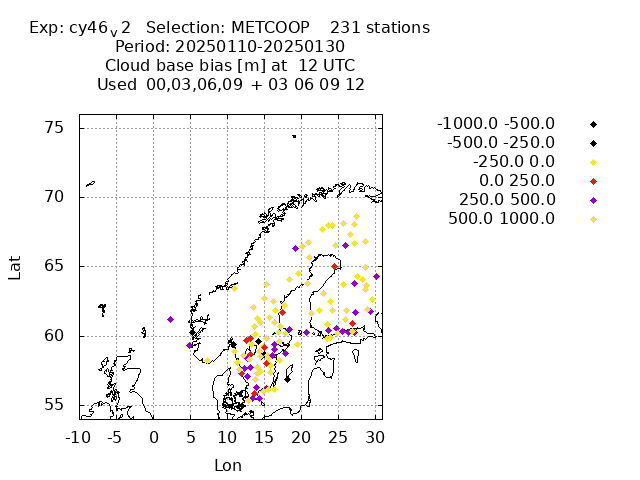 Exp: cy46v2 Selection: METCOOP 231 stations
Period: 20250110-20250130
Cloud base bias [m] at 12 UTC
Used 00,03,06,09 + 03 06 09 12
-1000.0 -500.0
-500.0 -250.0
-250.0 0.0
0.0 250.0
250.0 500.0
500.0 1000.0
75
70
65
60
55
Lat
-10 -5 0 5 10 15 20 25 30
Lon